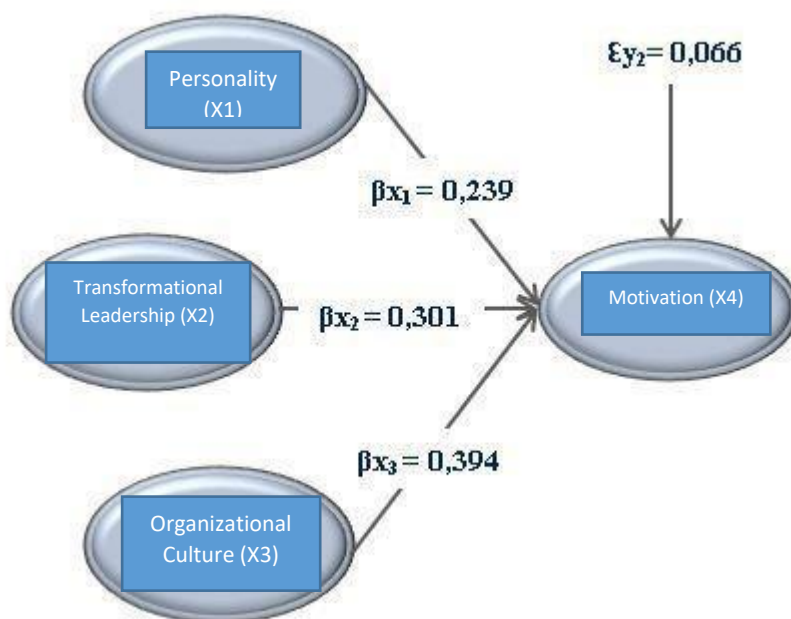 Personality
(X1)
Ɛy₂= 0,066
βx₁ = 0,239
Transformational
Leadership (X2)
βx₂ = 0,301
Motivation (X4)
βx₃ = 0,394
Organizational
Culture (X3)